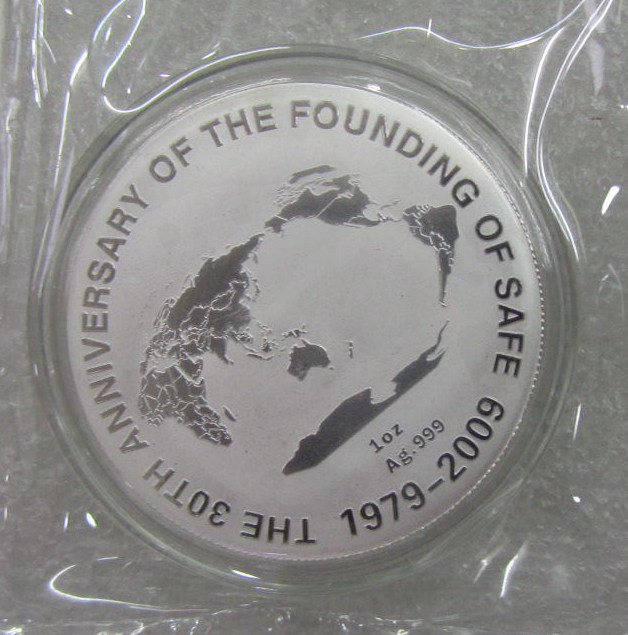 THE 30TH ANNIVERSARY OF THE FOUNDING OF SAFE
1979-2009
1oz
Ag.999